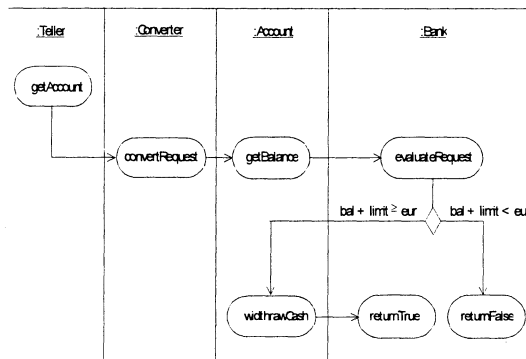 :Teller
:Converter
:Account
:Bank
getAccount
convertRequest
getBalance
evaluateRequest
bal + limit ≥ eur
bal + limit < eu
widthrawCash
returnTrue
returnFalse